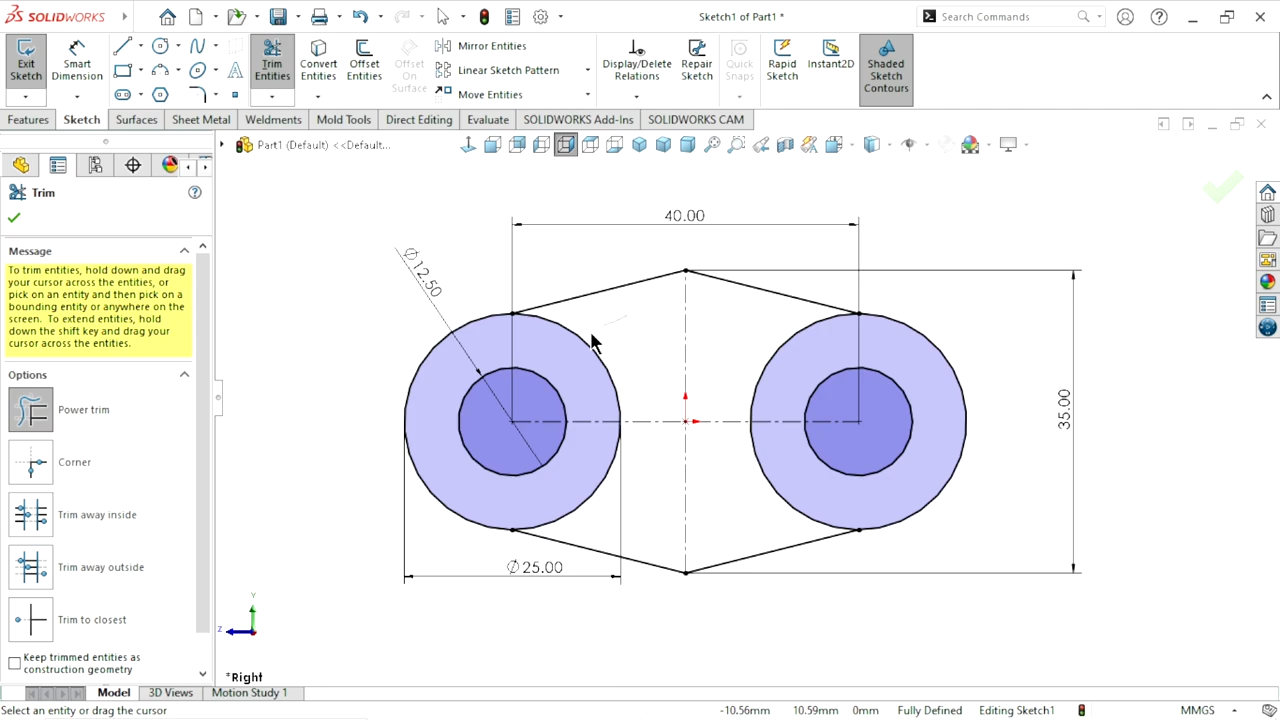 SOLIDWORKS
Sketch1 of Part1 *
Search Commands
Exit Sketch
Smart Dimension
Trim Entities
Convert Entities
Offset Entities
Offset On Surface
Mirror Entities
Linear Sketch Pattern
Move Entities
Display/Delete Relations
Repair Sketch
Quick Snaps
Rapid Sketch
Instant2D
Shaded Sketch Contours
Features
Sketch
Surfaces
Sheet Metal
Weldments
Mold Tools
Direct Editing
Evaluate
SOLIDWORKS Add-Ins
SOLIDWORKS CAM
Part1 (Default) <<Default...
Trim
Message
To trim entities, hold down and drag
your cursor across the entities, or
pick on an entity and then pick on a
bounding entity or anywhere on the
screen. To extend entities, hold
down the shift key and drag your
cursor across the entities.
Options
Power trim
Corner
Trim away inside
Trim away outside
Trim to closest
Keep trimmed entities as
construction geometry
40.00
Ø12.50
35.00
Ø25.00
Y
Z
*Right
Model
3D Views
Motion Study 1
Select an entity or drag the cursor
-10.56mm
10.59mm
0mm
Fully Defined
Editing Sketch1
MMGS